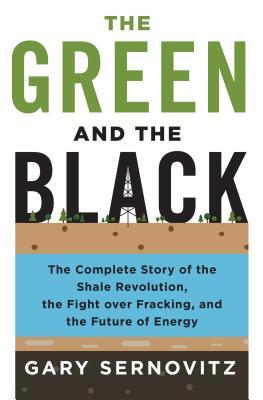 THE
GREEN
AND THE
BLACK
The Complete Story of the
Shale Revolution,
the Fight over Fracking, and
the Future of Energy
GARY SERNOVITZ